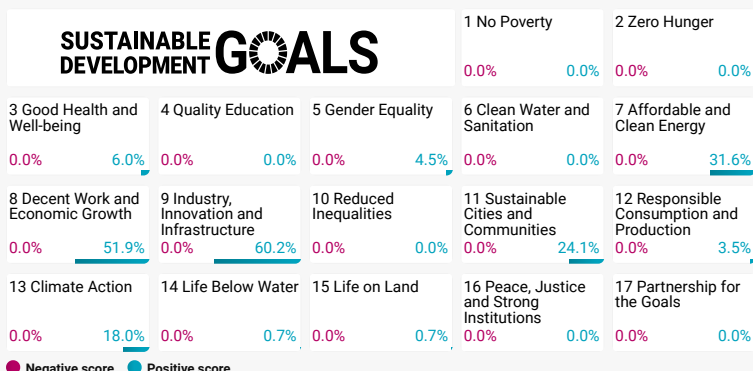 SUSTAINABLE
DEVELOPMENT
GOALS
1 No Poverty
0.0% 0.0%
2 Zero Hunger
0.0% 0.0%
3 Good Health and
Well-being
0.0% 6.0%
4 Quality Education
0.0% 0.0%
5 Gender Equality
0.0% 4.5%
6 Clean Water and
Sanitation
0.0% 0.0%
7 Affordable and
Clean Energy
0.0% 31.6%
8 Decent Work and
Economic Growth
0.0% 51.9%
9 Industry,
Innovation and
Infrastructure
0.0% 60.2%
10 Reduced
Inequalities
0.0% 0.0%
11 Sustainable
Cities and
Communities
0.0% 24.1%
12 Responsible
Consumption and
Production
0.0% 3.5%
13 Climate Action
0.0% 18.0%
14 Life Below Water
0.0% 0.7%
15 Life on Land
0.0% 0.7%
16 Peace, Justice
and Strong
Institutions
0.0% 0.0%
17 Partnership for
the Goals
0.0% 0.0%
Negative score Positive score